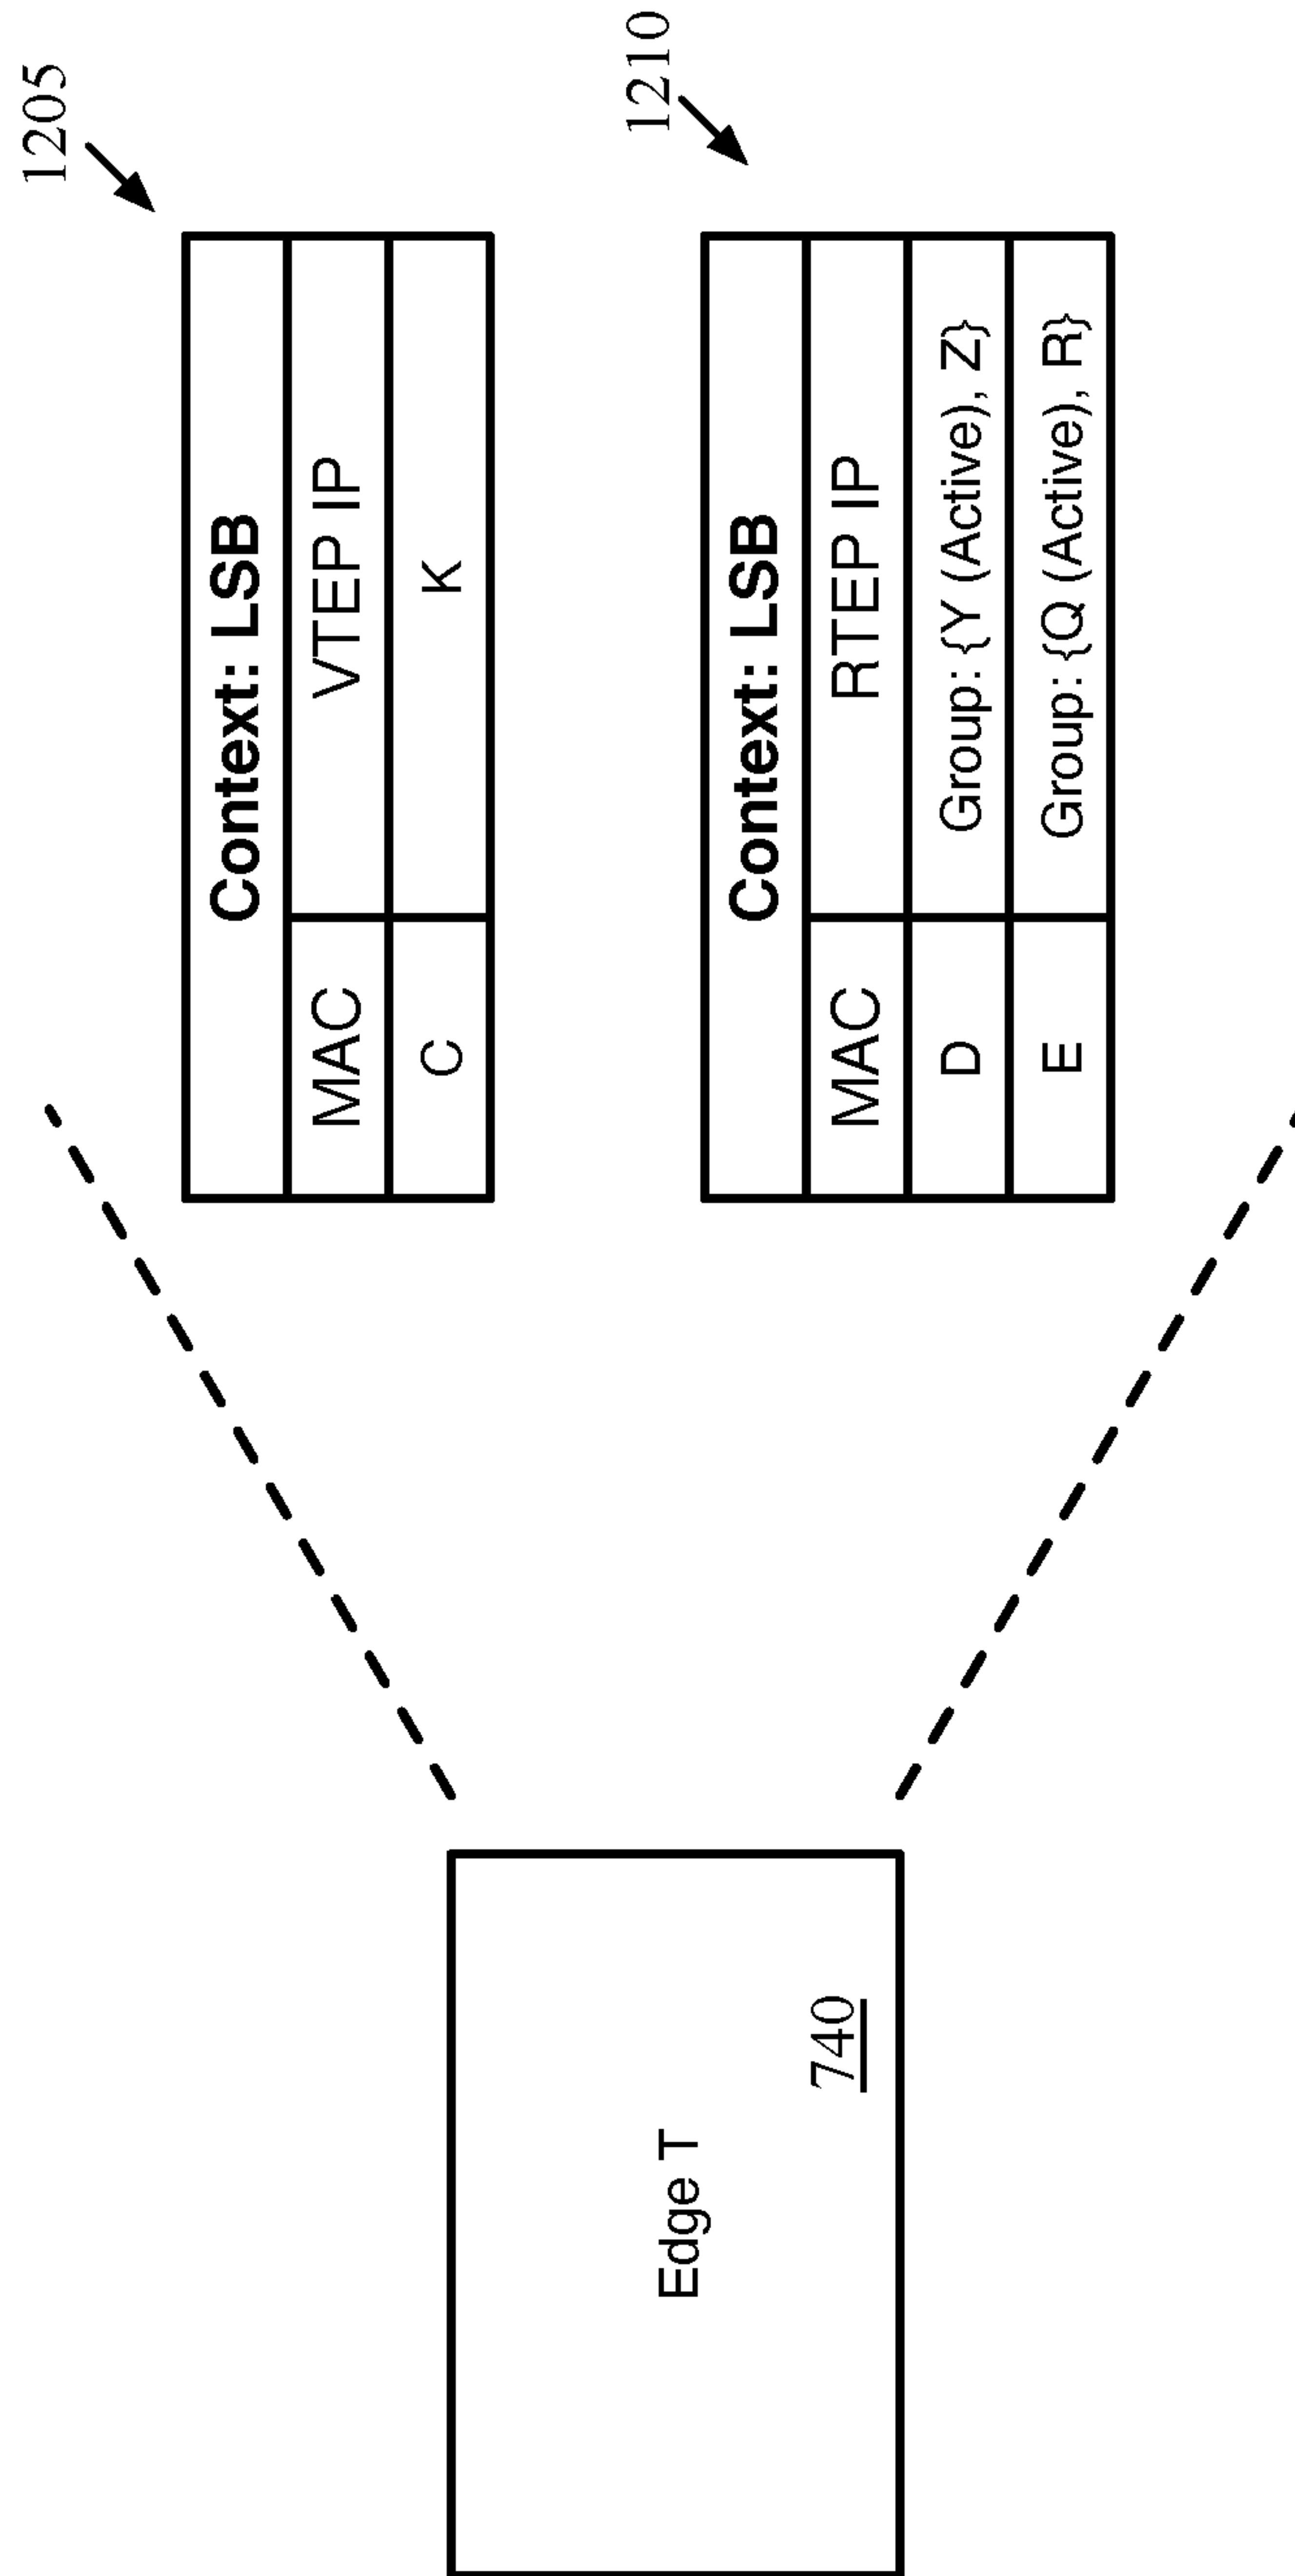 Edge T
740
1205
Context: LSB
MAC VTEP IP
C K
1210
Context: LSB
MAC RTEP IP
D Group: {Y (Active), Z}
E Group: {Q (Active), R}